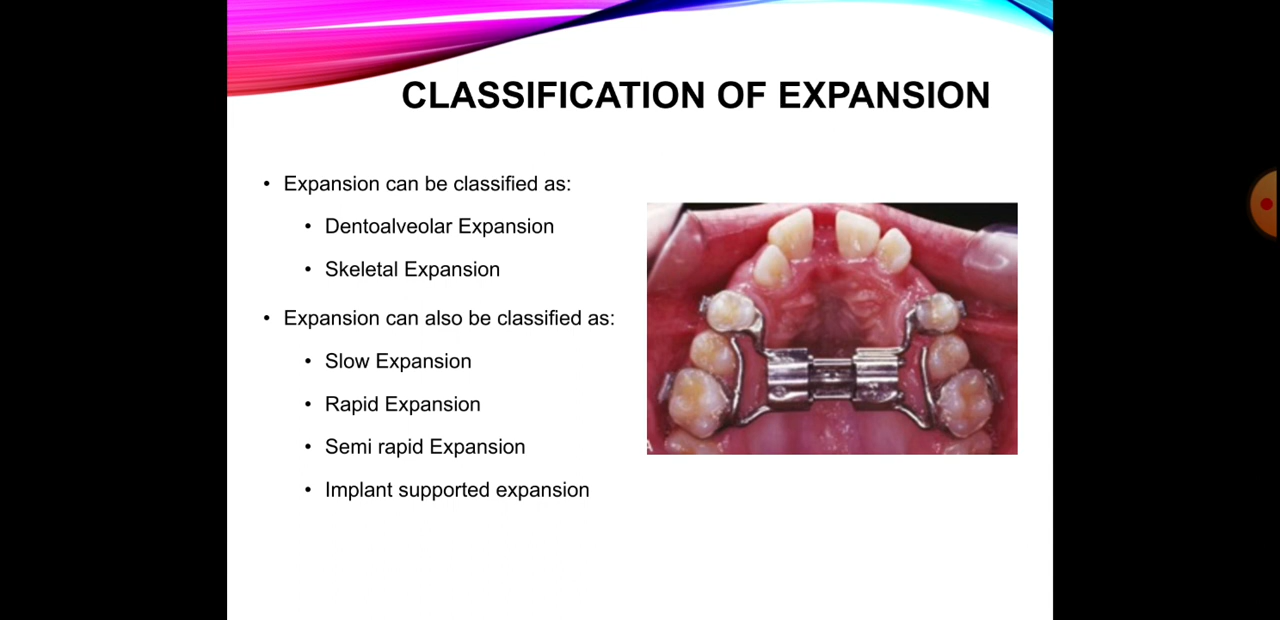 CLASSIFICATION OF EXPANSION
• Expansion can be classified as:
• Dentoalveolar Expansion
• Skeletal Expansion
• Expansion can also be classified as:
• Slow Expansion
• Rapid Expansion
• Semi rapid Expansion
• Implant supported expansion
A